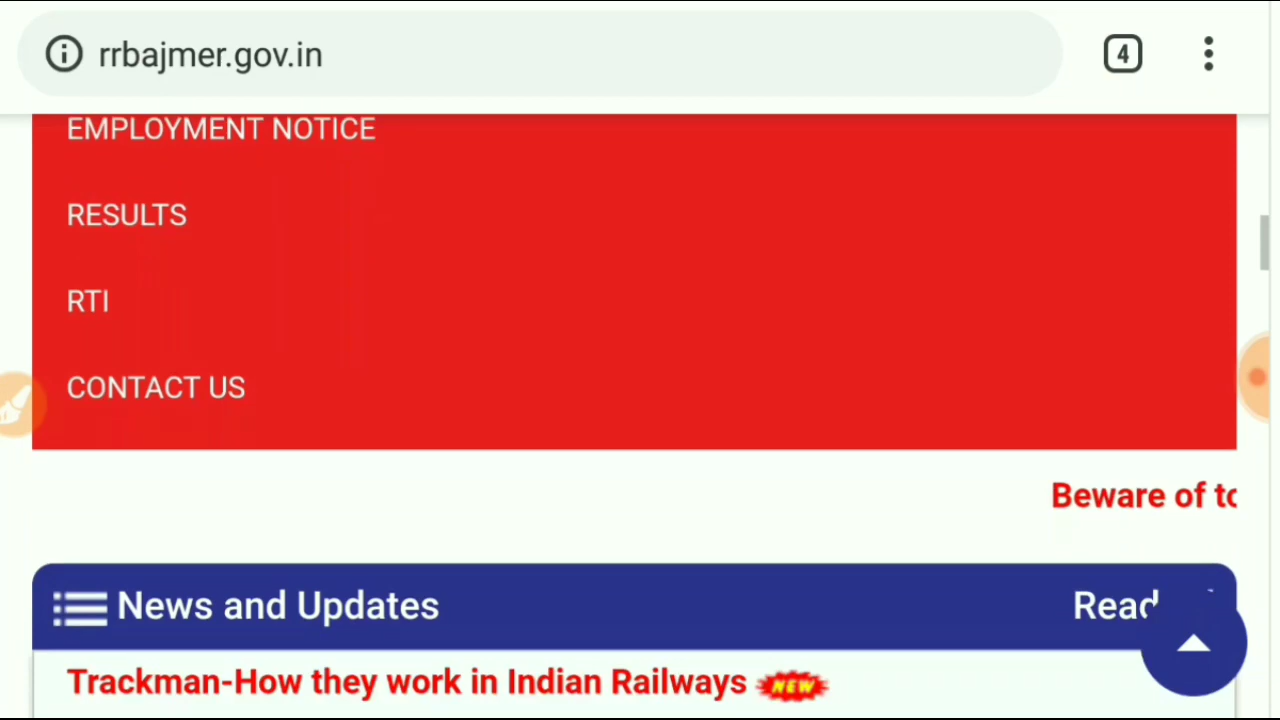 rrbajmer.gov.in
4
EMPLOYMENT NOTICE
RESULTS
RTI
CONTACT US
Beware of
News and Updates
Read
Trackman-How they work in Indian Railways NEW